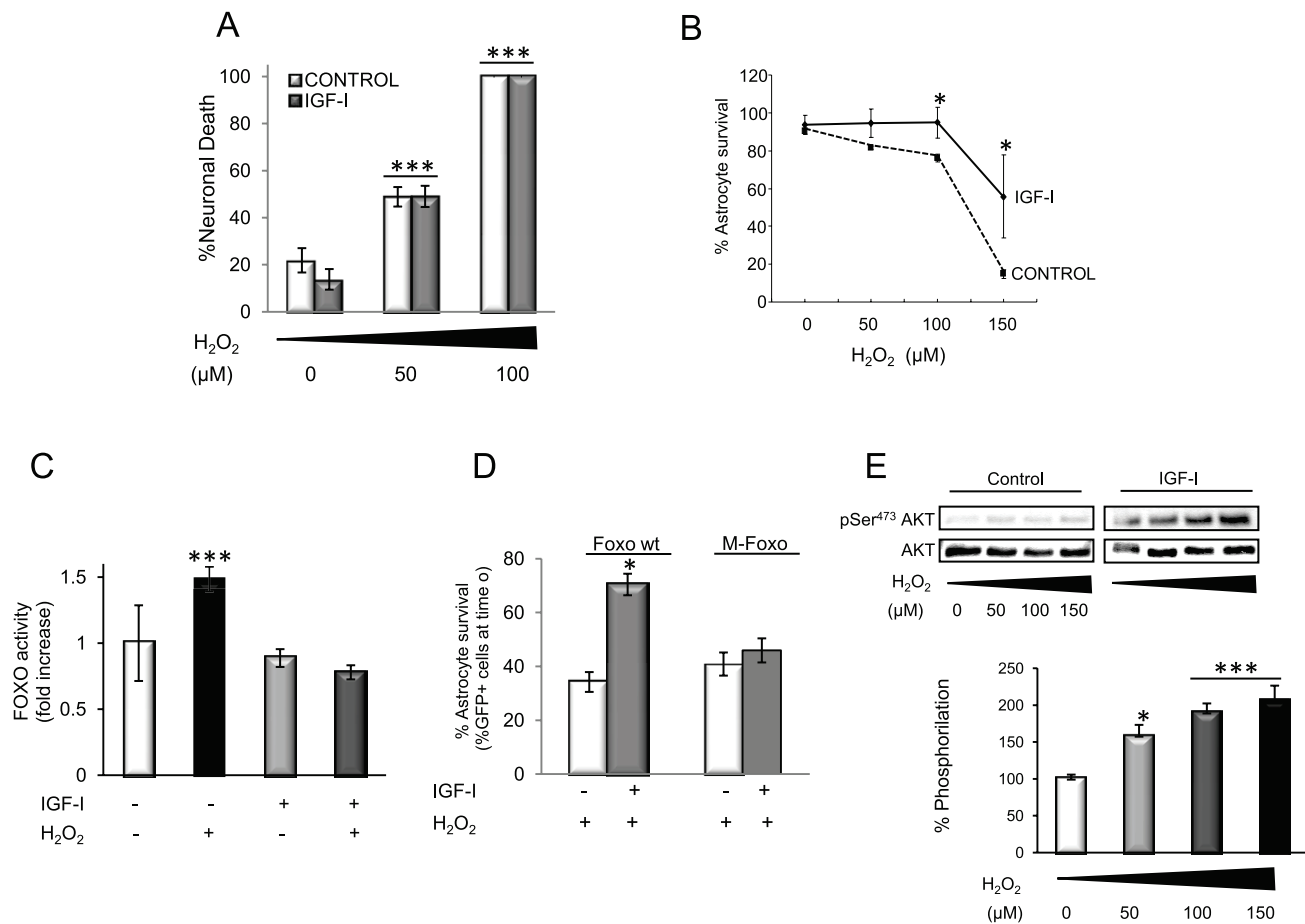 A
%Neuronal Death
100
80
60
40
20
0
CONTROL
IGF-I
***
***
H₂O₂
(µM)
0 50 100
B
% Astrocyte survival
120
100
80
60
40
20
0
*
*
IGF-I
CONTROL
0 50 100 150
H₂O₂ (µM)
C
FOXO activity
(fold increase)
1.5
1
0.5
0
***
IGF-I - - + +
H₂O₂ - + - +
D
% Astrocyte survival
(%GFP+ cells at time o)
80
60
40
20
0
Foxo wt M-Foxo
*
IGF-I - + - +
H₂O₂ + + + +
E
Control IGF-I
pSer⁴⁷³ AKT
AKT
H₂O₂
(µM) 0 50 100 150
% Phosphorilation
250
200
150
100
50
0
*
***
H₂O₂
(µM) 0 50 100 150